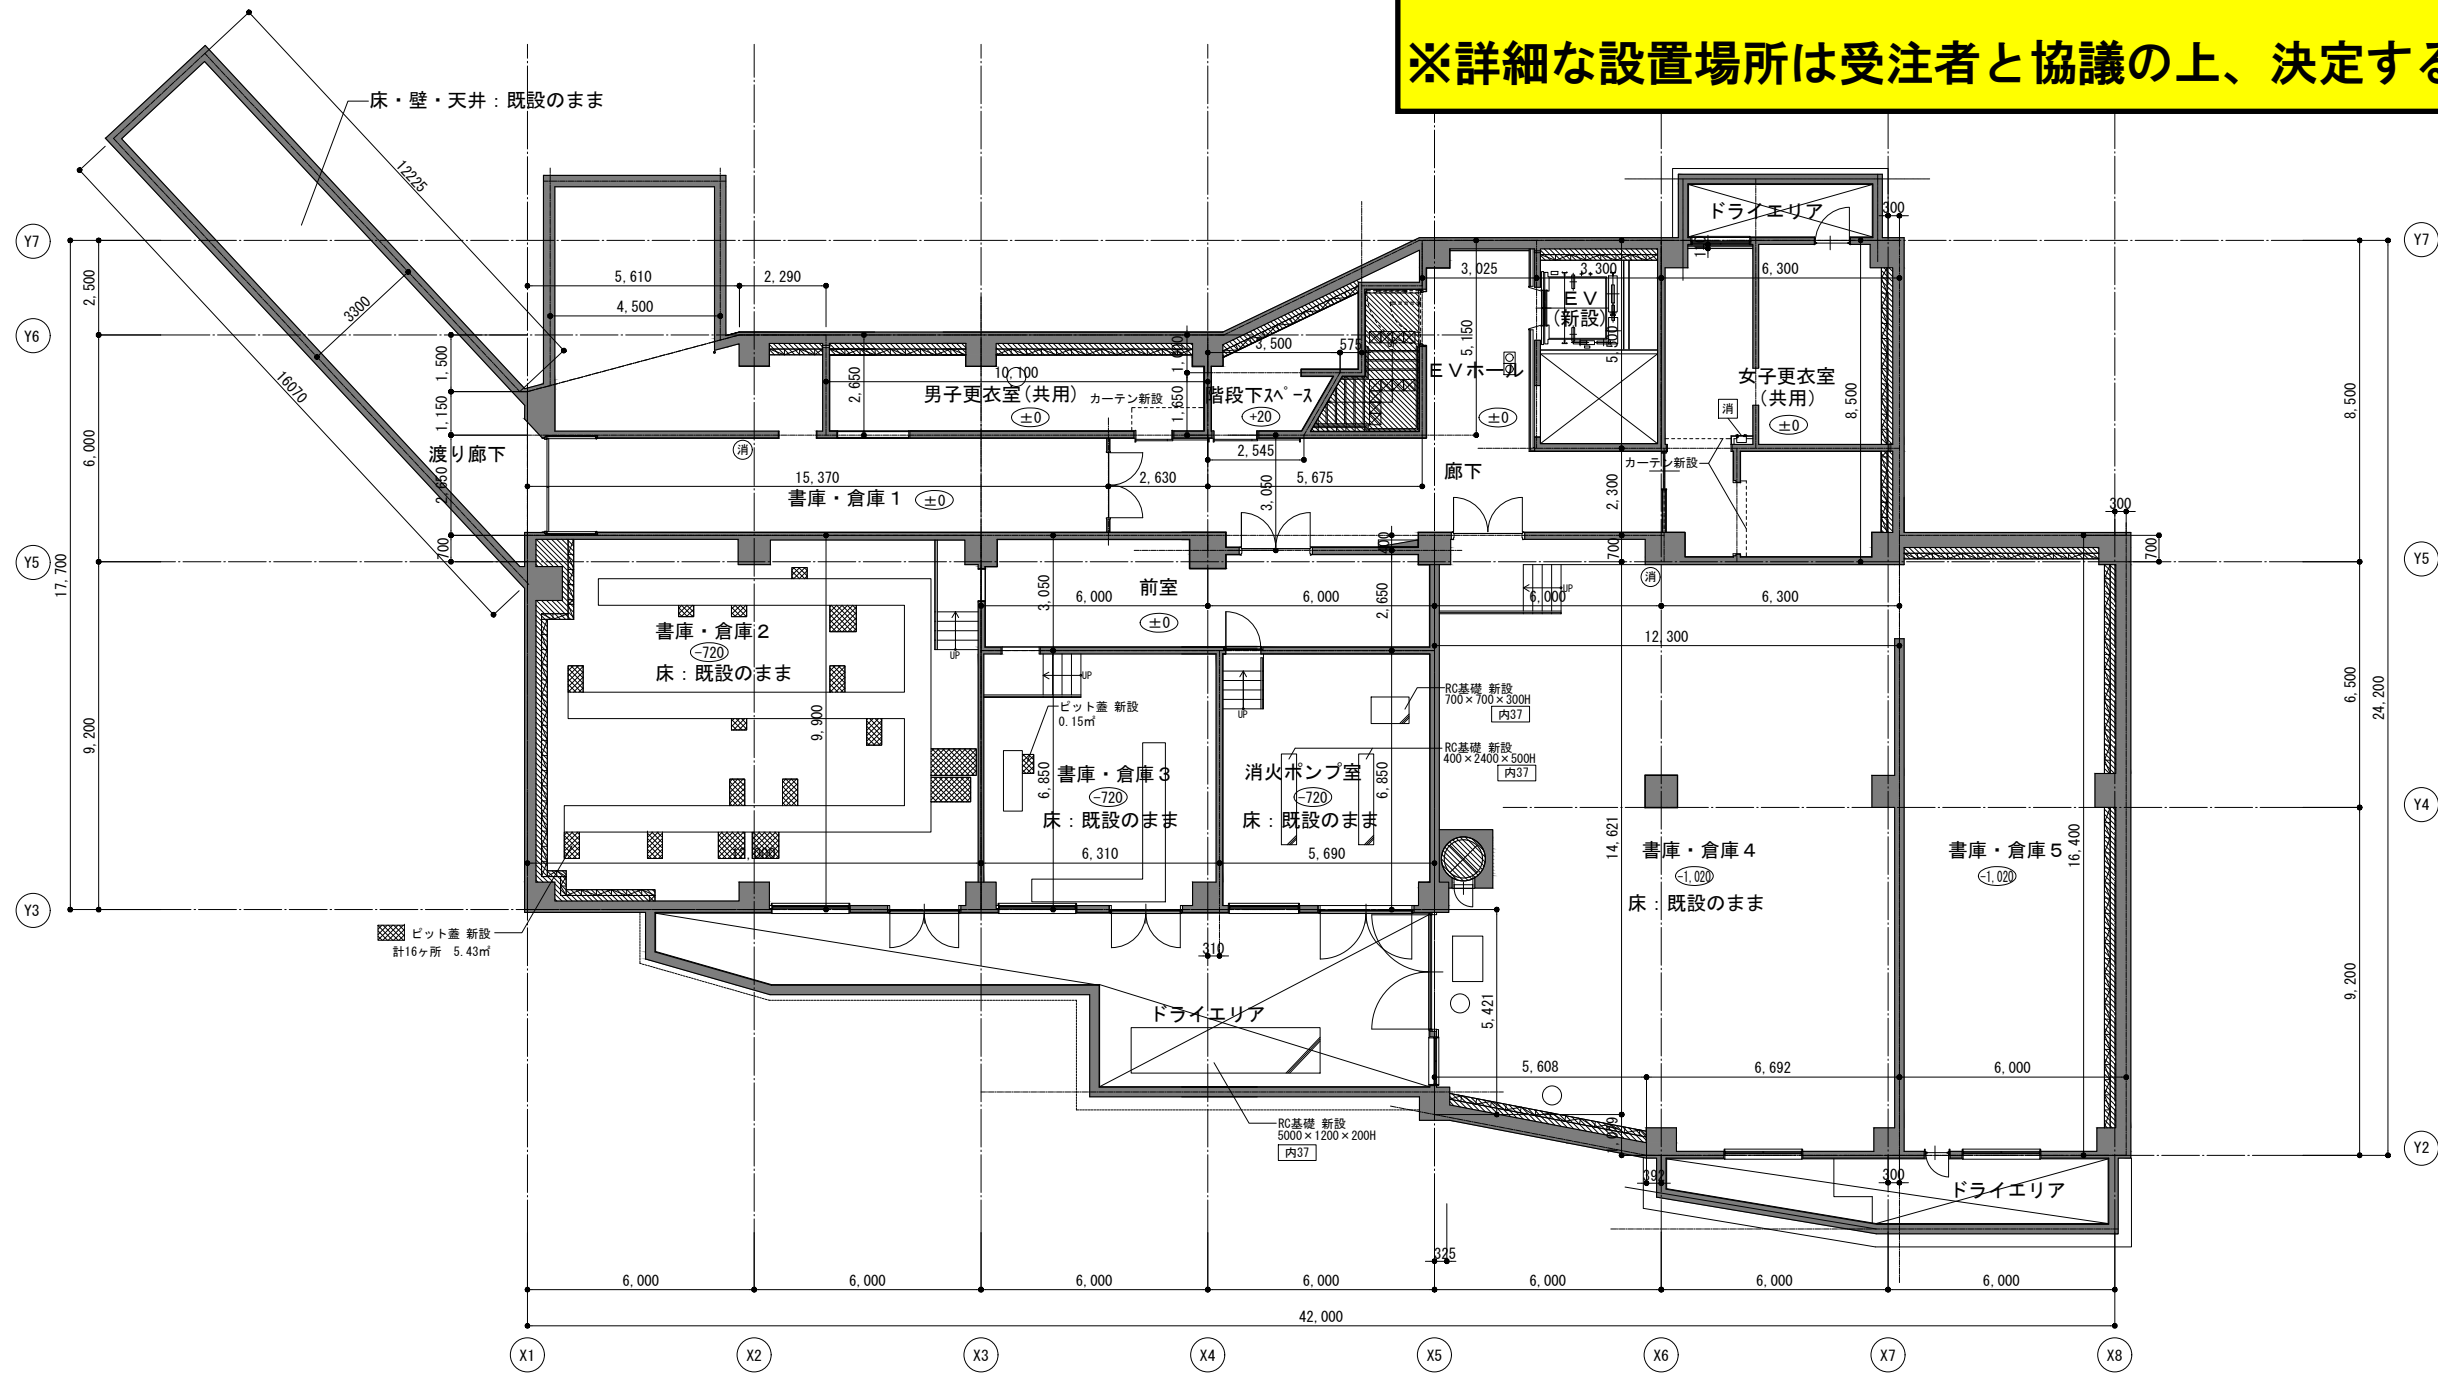 ※詳細な設置場所は受注者と協議の上、決定する
床・壁・天井：既設のまま
12225
16070
3300
ドライエリア
300
Y7
Y7
5,610
2,290
4,500
3,025
3,300
6,300
ＥＶ
(新設)
2,500
Y6
Y6
1,500
3,500
575
5,150
2,650
10,100
男子更衣室(共用)
±0
カーテン新設
1,650
階段下ｽﾍﾟｰｽ
+20
ＥＶホール
±0
女子更衣室
(共用)
±0
8,500
8,500
消
1,150
6,000
渡り廊下
消
カーテン新設
2,545
廊下
15,370
2,630
5,675
書庫・倉庫１
±0
3,050
2,300
300
700
17,700
Y5
Y5
700
700
消
前室
±0
3,050
6,000
6,000
2,650
6,000
6,300
UP
12,300
書庫・倉庫２
-720
床：既設のまま
UP
UP
UP
ピット蓋 新設
0.15㎡
RC基礎 新設
700×700×300H
内37
RC基礎 新設
400×2400×500H
内37
6,500
24,200
9,200
9,900
書庫・倉庫３
-720
床：既設のまま
6,850
消火ポンプ室
-720
床：既設のまま
6,850
Y4
14,621
16,400
書庫・倉庫４
-1,020
床：既設のまま
書庫・倉庫５
-1,020
6,310
5,690
Y3
ピット蓋 新設
計16ヶ所 5.43㎡
310
ドライエリア
5,421
9,200
5,608
6,692
6,000
RC基礎 新設
5000×1200×200H
内37
Y2
392
300
ドライエリア
325
6,000
6,000
6,000
6,000
6,000
6,000
6,000
42,000
X1
X2
X3
X4
X5
X6
X7
X8